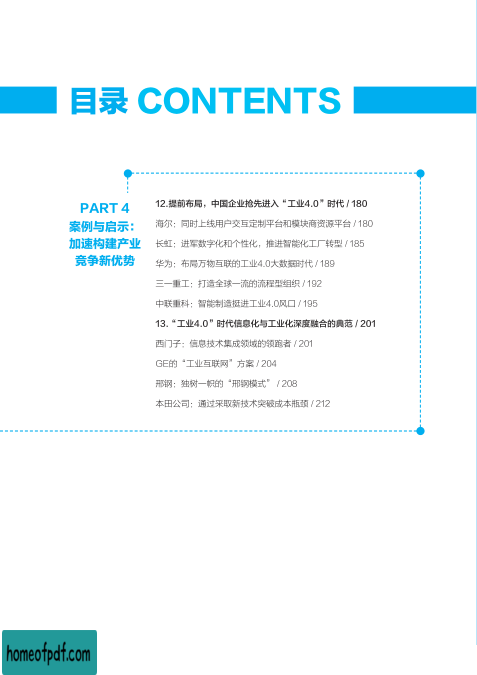 目录 CONTENTS
PART 4
案例与启示：
加速构建产业
竞争新优势
12.提前布局，中国企业抢先进入“工业4.0”时代 / 180
海尔：同时上线用户交互定制平台和模块商资源平台 / 180
长虹：进军数字化和个性化，推进智能化工厂转型 / 185
华为：布局万物互联的工业4.0大数据时代 / 189
三一重工：打造全球一流的流程型组织 / 192
中联重科：智能制造挺进工业4.0风口 / 195
13.“工业4.0”时代信息化与工业化深度融合的典范 / 201
西门子：信息技术集成领域的领跑者 / 201
GE的“工业互联网”方案 / 204
邢钢：独树一帜的“邢钢模式” / 208
本田公司：通过采取新技术突破成本瓶颈 / 212
homeofpdf.com